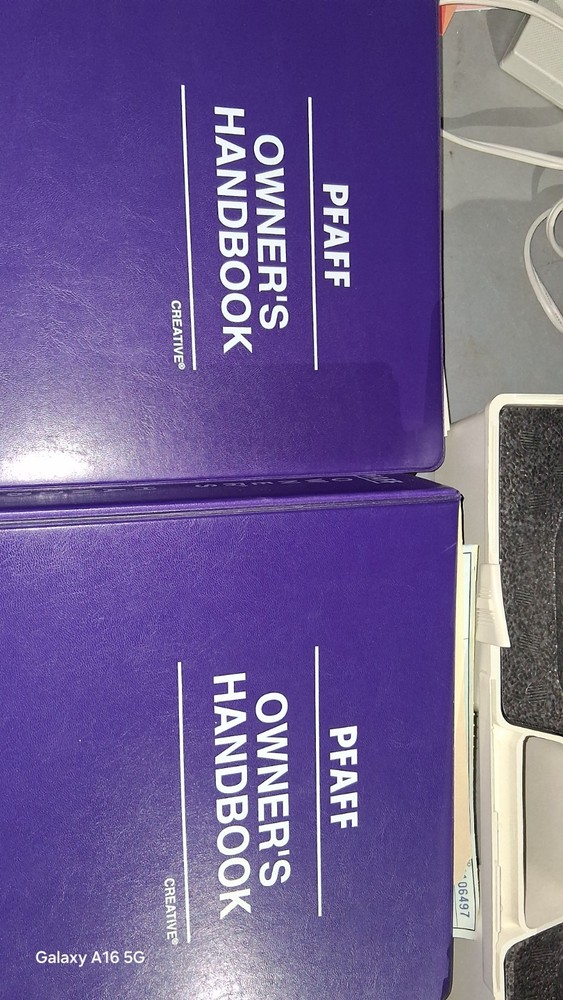 PFAFF
OWNER'S
HANDBOOK
CREATIVE®
PFAFF
OWNER'S
HANDBOOK
CREATIVE®
06497
Galaxy A16 5G